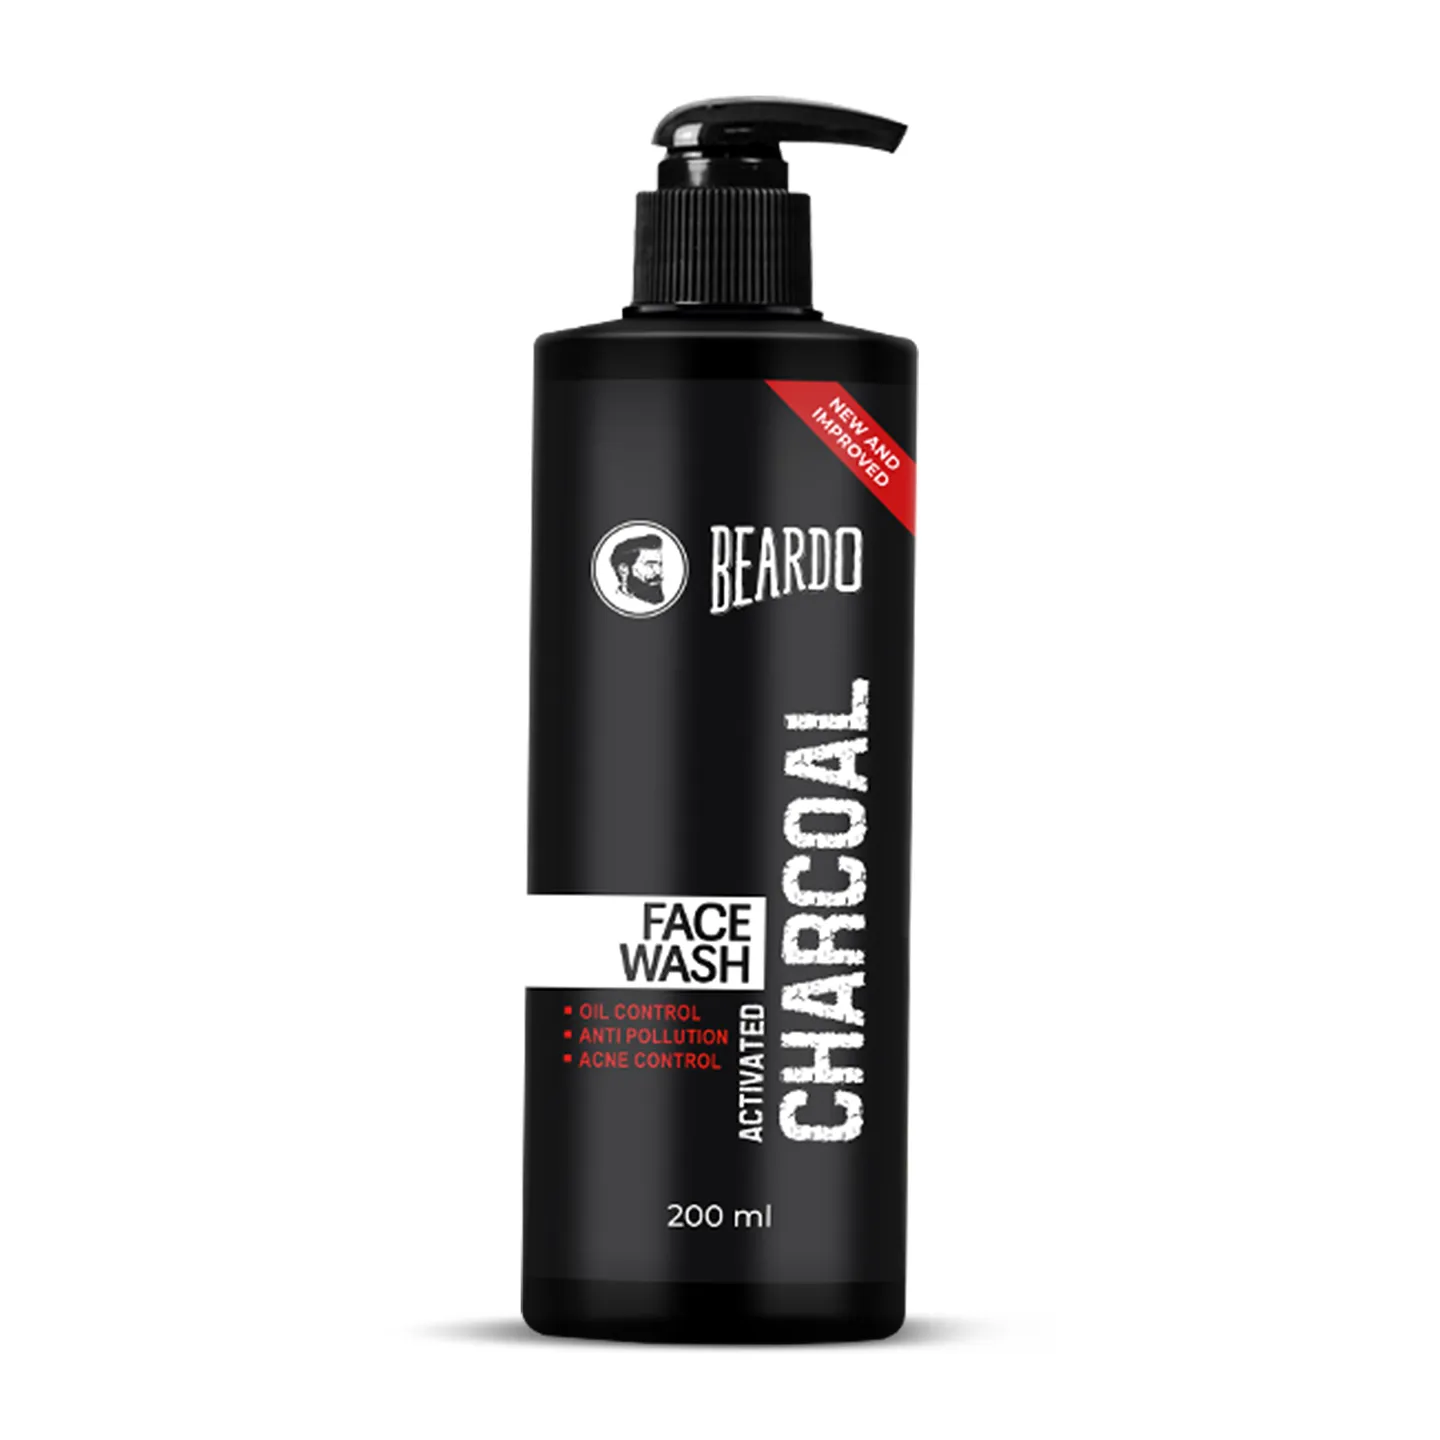 NEW AND
IMPROVED
BEARDO
ACTIVATED
CHARCOAL
FACE
WASH
▪ OIL CONTROL
▪ ANTI POLLUTION
▪ ACNE CONTROL
200 ml